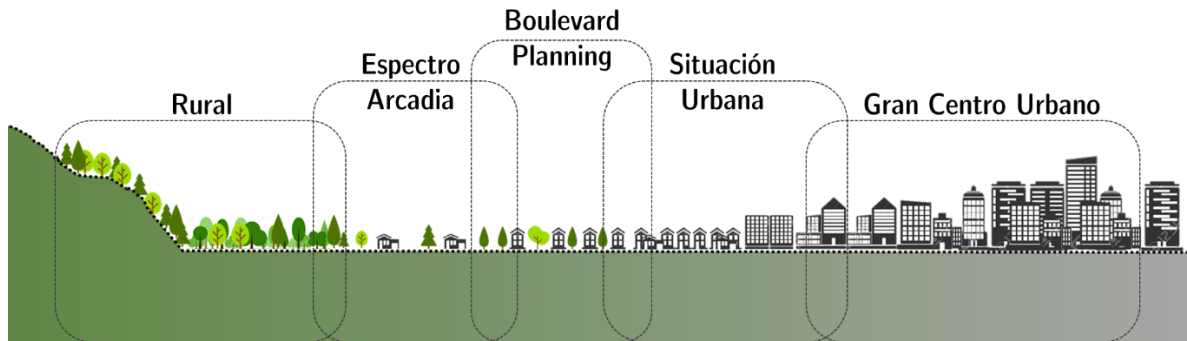 Rural
Espectro
Arcadia
Boulevard
Planning
Situación
Urbana
Gran Centro Urbano